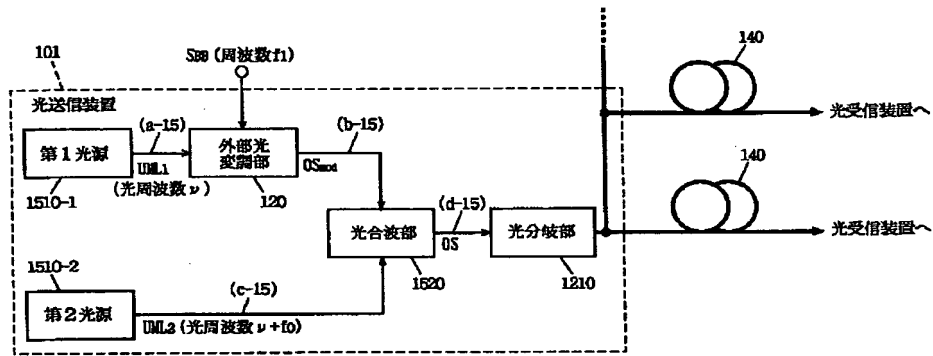 101
SBB (周波数f1)
140
光送信装置
(a-15)
(b-15)
光受信装置へ
第1光源
UML1
外部光
変調部
OSmod
(光周波数ν)
1510-1
120
140
(d-15)
光合波部
OS
光分岐部
光受信装置へ
1520
1210
1510-2
(c-15)
第2光源
UML2 (光周波数ν+f0)